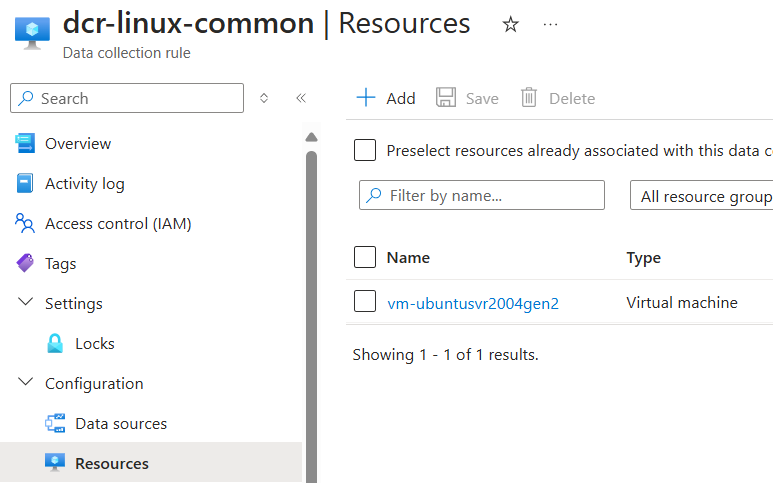 dcr-linux-common | Resources
Data collection rule
Search
Overview
Activity log
Access control (IAM)
Tags
Settings
Locks
Configuration
Data sources
Resources
Add Save Delete
Preselect resources already associated with this data
Filter by name... All resource group
Name Type
vm-ubuntusvr2004gen2 Virtual machine
Showing 1 - 1 of 1 results.